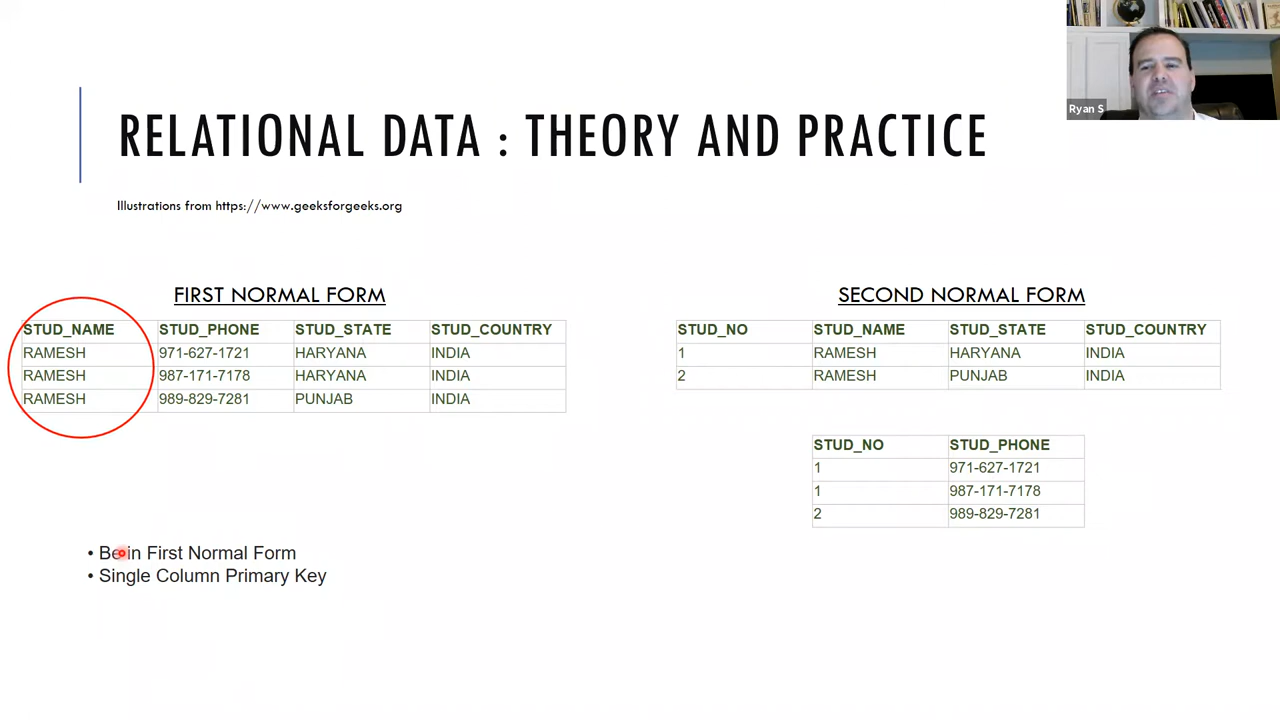 Ryan S
RELATIONAL DATA : THEORY AND PRACTICE
Illustrations from https://www.geeksforgeeks.org
FIRST NORMAL FORM
STUD_NAME STUD_PHONE STUD_STATE STUD_COUNTRY
RAMESH 971-627-1721 HARYANA INDIA
RAMESH 987-171-7178 HARYANA INDIA
RAMESH 989-829-7281 PUNJAB INDIA
SECOND NORMAL FORM
STUD_NO STUD_NAME STUD_STATE STUD_COUNTRY
1 RAMESH HARYANA INDIA
2 RAMESH PUNJAB INDIA
STUD_NO STUD_PHONE
1 971-627-1721
1 987-171-7178
2 989-829-7281
• Be in First Normal Form
• Single Column Primary Key